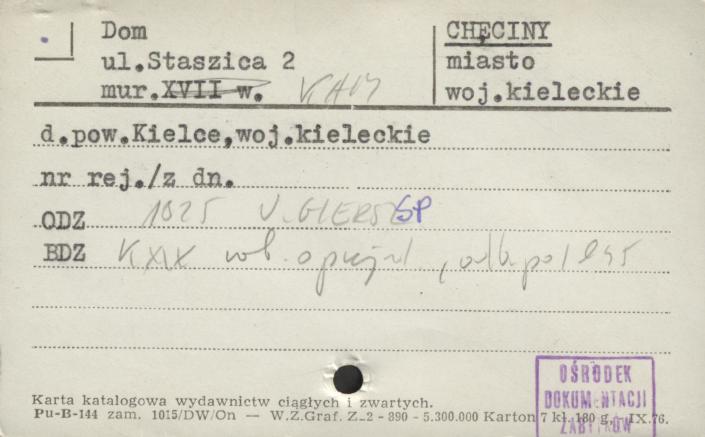 Dom
ul.Staszica 2
mur.XVII w.
CHĘCINY
miasto
woj.kieleckie
d.pow.Kielce,woj.kieleckie
nr rej./z dn.
ODZ 1025 SP
BDZ
Karta katalogowa wydawnictw ciągłych i zwartych.
Pu-B-144 zam. 1015/DW/On — W.Z.Graf. Z-2 - 890 - 5.300.000 Karton 7 kl. 180 g, IX.76.
OŚRODEK
DOKUMENTACJI
ZABYTKÓW